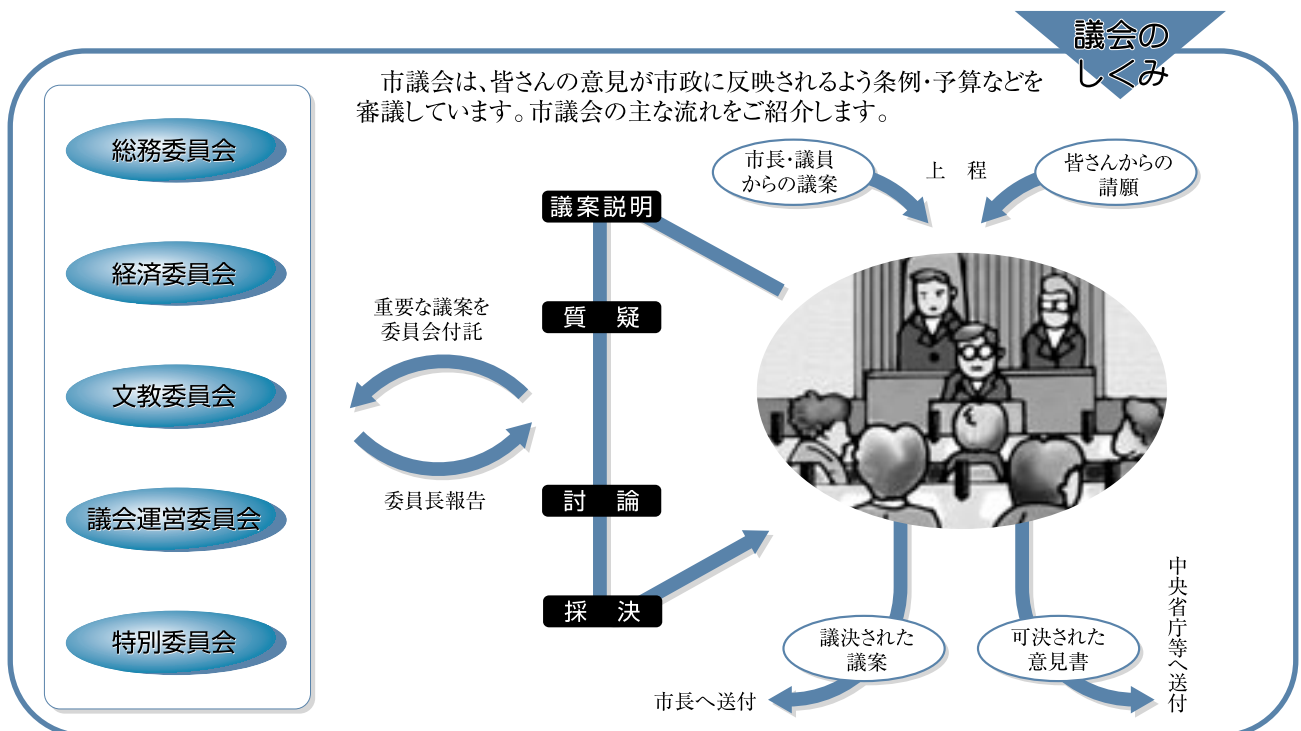 議会の
しくみ
市議会は、皆さんの意見が市政に反映されるよう条例・予算などを
審議しています。市議会の主な流れをご紹介します。
総務委員会
経済委員会
文教委員会
議会運営委員会
特別委員会
重要な議案を
委員会付託
委員長報告
議案説明
質　疑
討　論
採　決
市長・議員
からの議案
上　程
皆さんからの
請願
議決された
議案
市長へ送付
可決された
意見書
中央省庁等へ送付